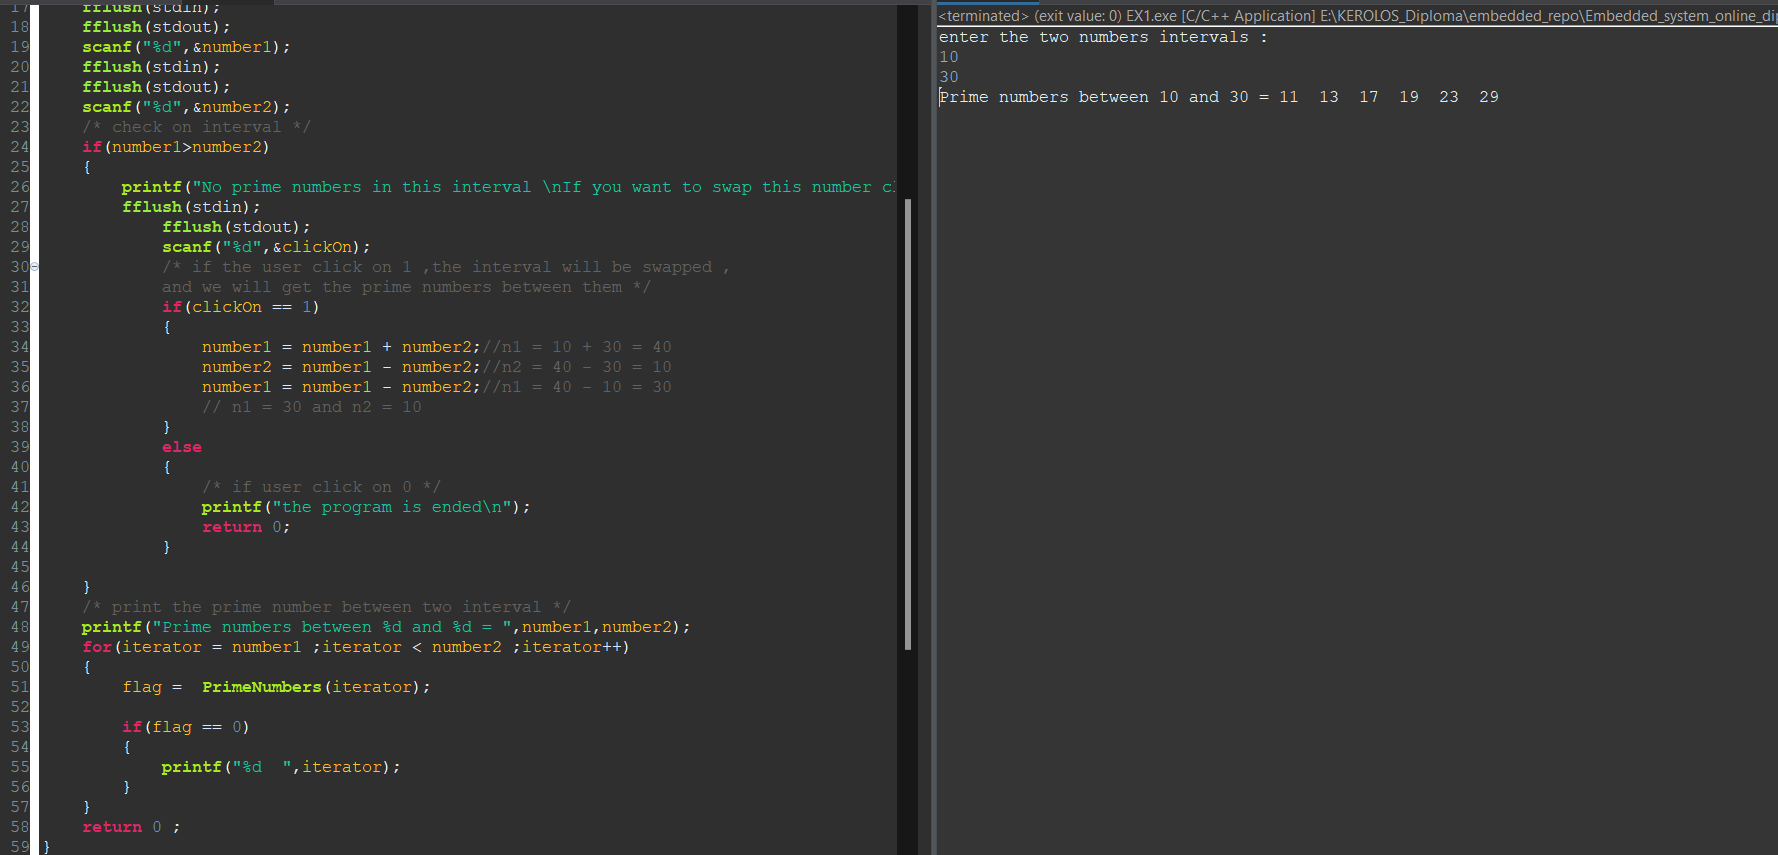 17 fflush(stdin);
18 fflush(stdout);
19 scanf("%d",&number1);
20 fflush(stdin);
21 fflush(stdout);
22 scanf("%d",&number2);
23 /* check on interval */
24 if(number1>number2)
25 {
26 printf("No prime numbers in this interval \nIf you want to swap this number cl
27 fflush(stdin);
28 fflush(stdout);
29 scanf("%d",&clickOn);
30 /* if the user click on 1 ,the interval will be swapped ,
31 and we will get the prime numbers between them */
32 if(clickOn == 1)
33 {
34 number1 = number1 + number2;//n1 = 10 + 30 = 40
35 number2 = number1 - number2;//n2 = 40 - 30 = 10
36 number1 = number1 - number2;//n1 = 40 - 10 = 30
37 // n1 = 30 and n2 = 10
38 }
39 else
40 {
41 /* if user click on 0 */
42 printf("the program is ended\n");
43 return 0;
44 }
45
46 }
47 /* print the prime number between two interval */
48 printf("Prime numbers between %d and %d = ",number1,number2);
49 for(iterator = number1 ;iterator < number2 ;iterator++)
50 {
51 flag =  PrimeNumbers(iterator);
52
53 if(flag == 0)
54 {
55 printf("%d  ",iterator);
56 }
57 }
58 return 0 ;
59 }
<terminated> (exit value: 0) EX1.exe [C/C++ Application] E:\KEROLOS_Diploma\embedded_repo\Embedded_system_online_dip
enter the two numbers intervals :
10
30
Prime numbers between 10 and 30 = 11  13  17  19  23  29